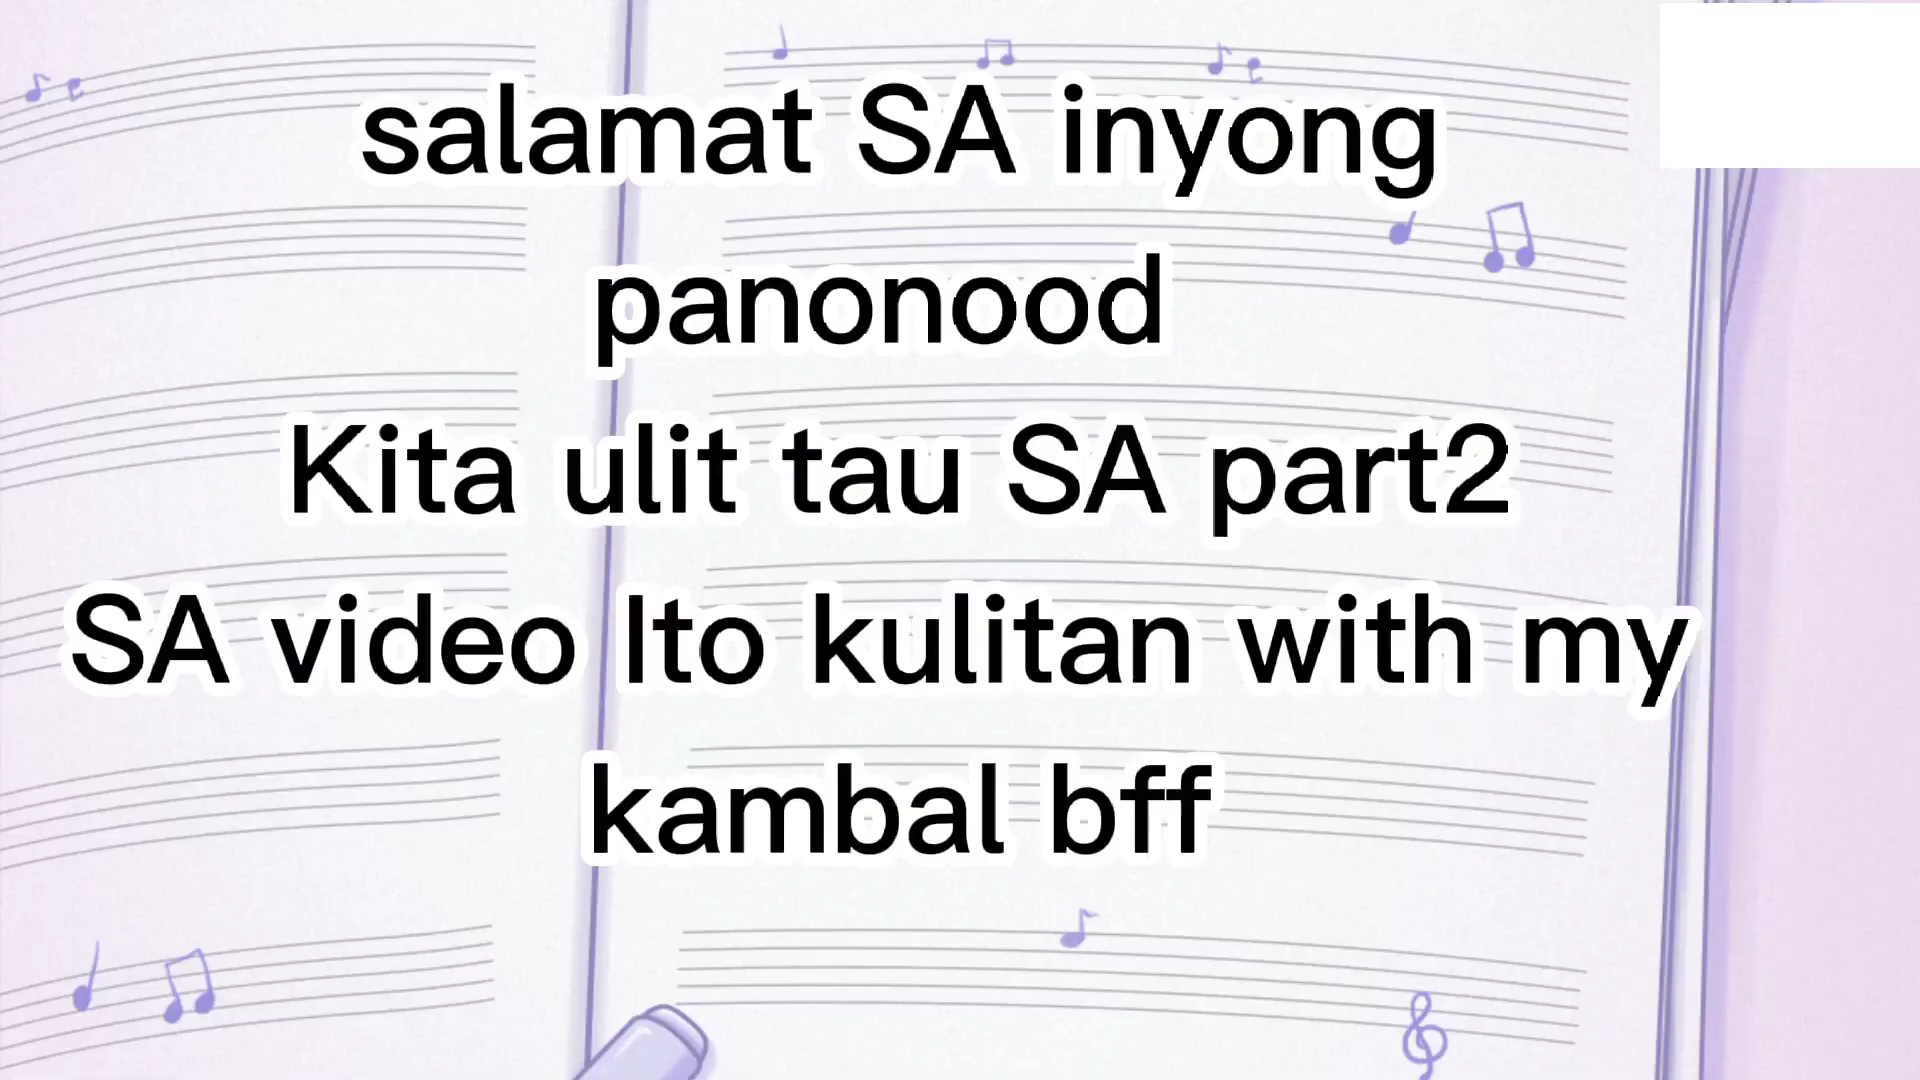 salamat SA inyong
panonood
Kita ulit tau SA part2
SA video Ito kulitan with my
kambal bff